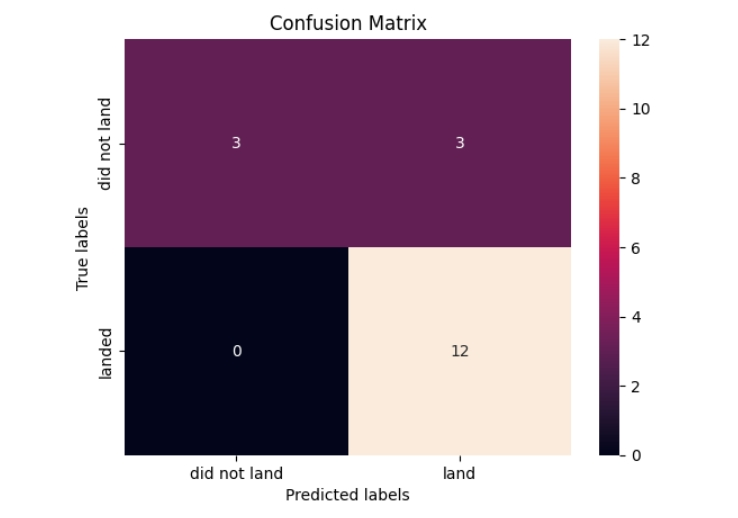 Confusion Matrix
True labels
did not land
landed
3
3
0
12
did not land
land
Predicted labels
12
10
8
6
4
2
0